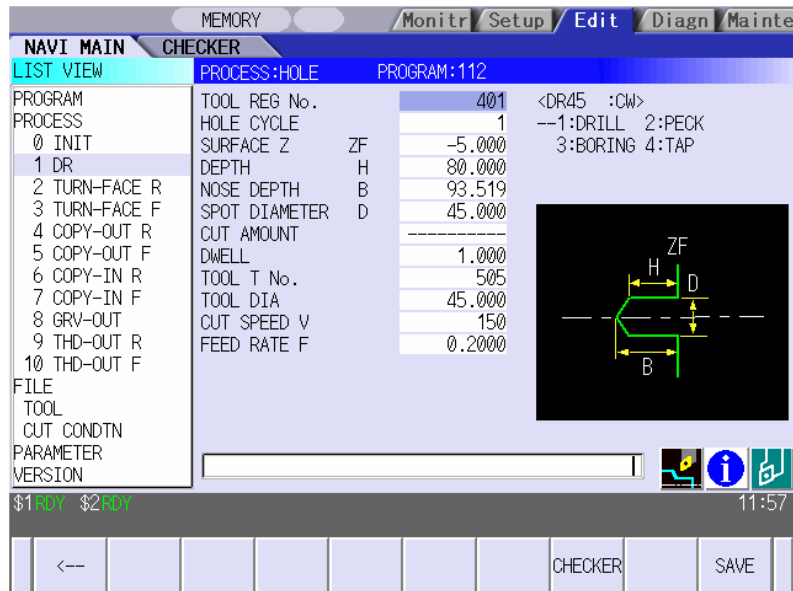 MEMORY Monitr Setup Edit Diagn Mainte
NAVI MAIN CHECKER
LIST VIEW
PROCESS:HOLE PROGRAM:112
PROGRAM
PROCESS
0 INIT
1 DR
2 TURN-FACE R
3 TURN-FACE F
4 COPY-OUT R
5 COPY-OUT F
6 COPY-IN R
7 COPY-IN F
8 GRV-OUT
9 THD-OUT R
10 THD-OUT F
FILE
TOOL
CUT CONDTN
PARAMETER
VERSION
TOOL REG No. 401
HOLE CYCLE 1
SURFACE Z ZF -5.000
DEPTH H 80.000
NOSE DEPTH B 93.519
SPOT DIAMETER D 45.000
CUT AMOUNT ----------
DWELL 1.000
TOOL T No. 505
TOOL DIA 45.000
CUT SPEED V 150
FEED RATE F 0.2000
<DR45 :CW>
--1:DRILL 2:PECK
3:BORING 4:TAP
ZF
H D
B
$1RDY $2RDY 11:57
<-- CHECKER SAVE